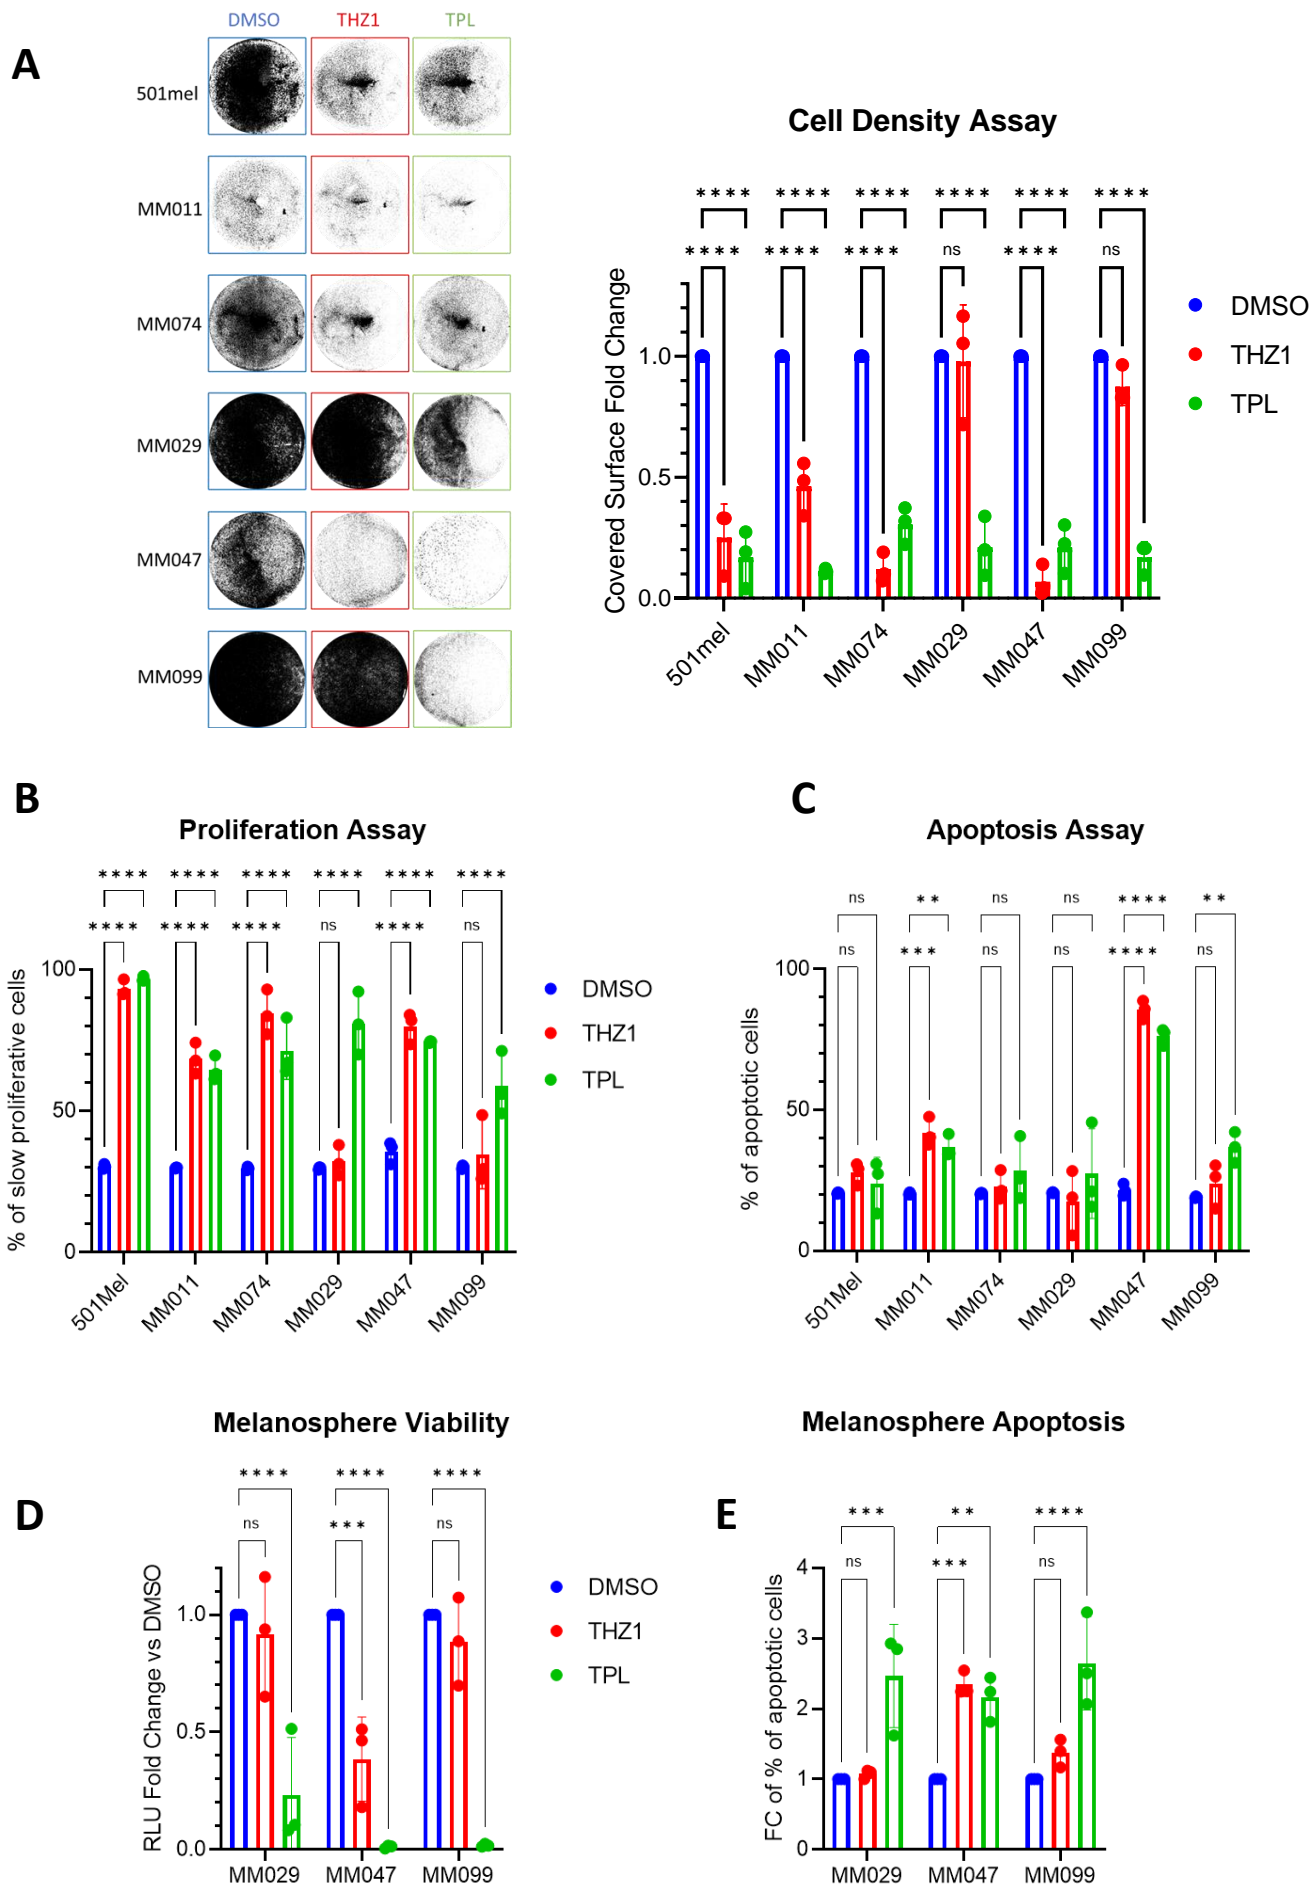 DMSO THZ1 TPL
A
501mel
MM011
MM074
MM029
MM047
MM099
Cell Density Assay
**** **** **** **** **** ****
**** **** **** ns **** ns
Covered Surface Fold Change
1.0
0.5
0.0
501mel MM011 MM074 MM029 MM047 MM099
DMSO
THZ1
TPL
B
Proliferation Assay
**** **** **** **** **** ****
**** **** **** ns **** ns
% of slow proliferative cells
100
50
0
501Mel MM011 MM074 MM029 MM047 MM099
DMSO
THZ1
TPL
C
Apoptosis Assay
ns ** ns ns **** **
ns *** ns ns **** ns
% of apoptotic cells
100
50
0
501Mel MM011 MM074 MM029 MM047 MM099
D
Melanosphere Viability
**** **** ****
ns *** ns
RLU Fold Change vs DMSO
1.0
0.5
0.0
MM029 MM047 MM099
DMSO
THZ1
TPL
E
Melanosphere Apoptosis
*** ** ****
ns *** ns
FC of % of apoptotic cells
4
3
2
1
0
MM029 MM047 MM099